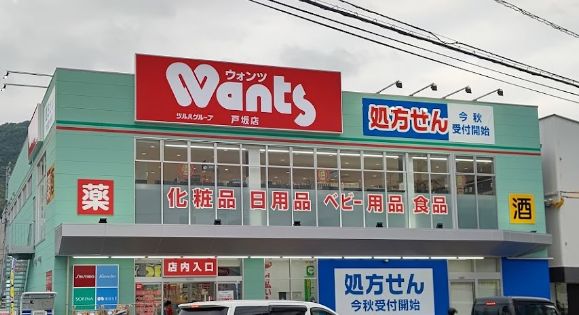 ウォンツ
Wants
ツルハグループ
戸坂店
処方せん
今秋
受付開始
薬
化粧品 日用品 ベビー用品 食品
酒
店内入口
SHISEIDO
Kanebo
SOFINA
処方せん
今秋受付開始